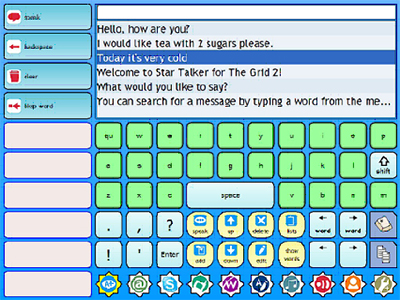 speak
Hello, how are you?
I would like tea with 2 sugars please.
backspace
Today it's very cold
Welcome to Star Talker for The Grid 2!
clear
What would you like to say?
You can search for a message by typing a word from the me...
qu w e r t y u i o p
a s d f g h j k l shift
z x c space v b n m
. , ? speak up delete lists word word
! ' Enter add down edit show words